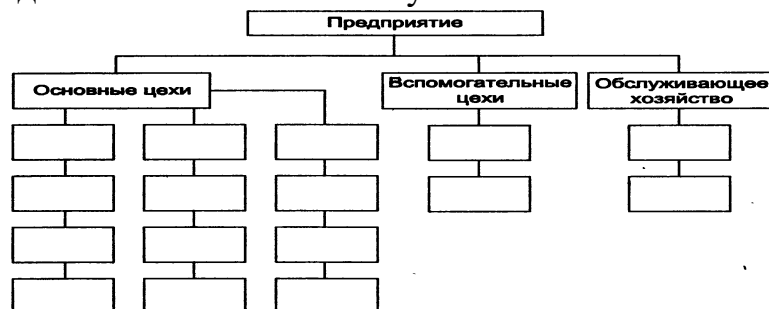 Предприятие
Основные цехи
Вспомогательные
цехи
Обслуживающее
хозяйство